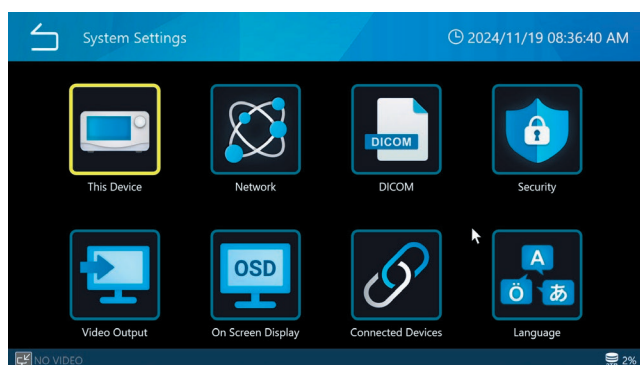 System Settings
2024/11/19 08:36:40 AM
DICOM
This Device
Network
DICOM
Security
OSD
A
Ö
あ
Video Output
On Screen Display
Connected Devices
Language
NO VIDEO
2%